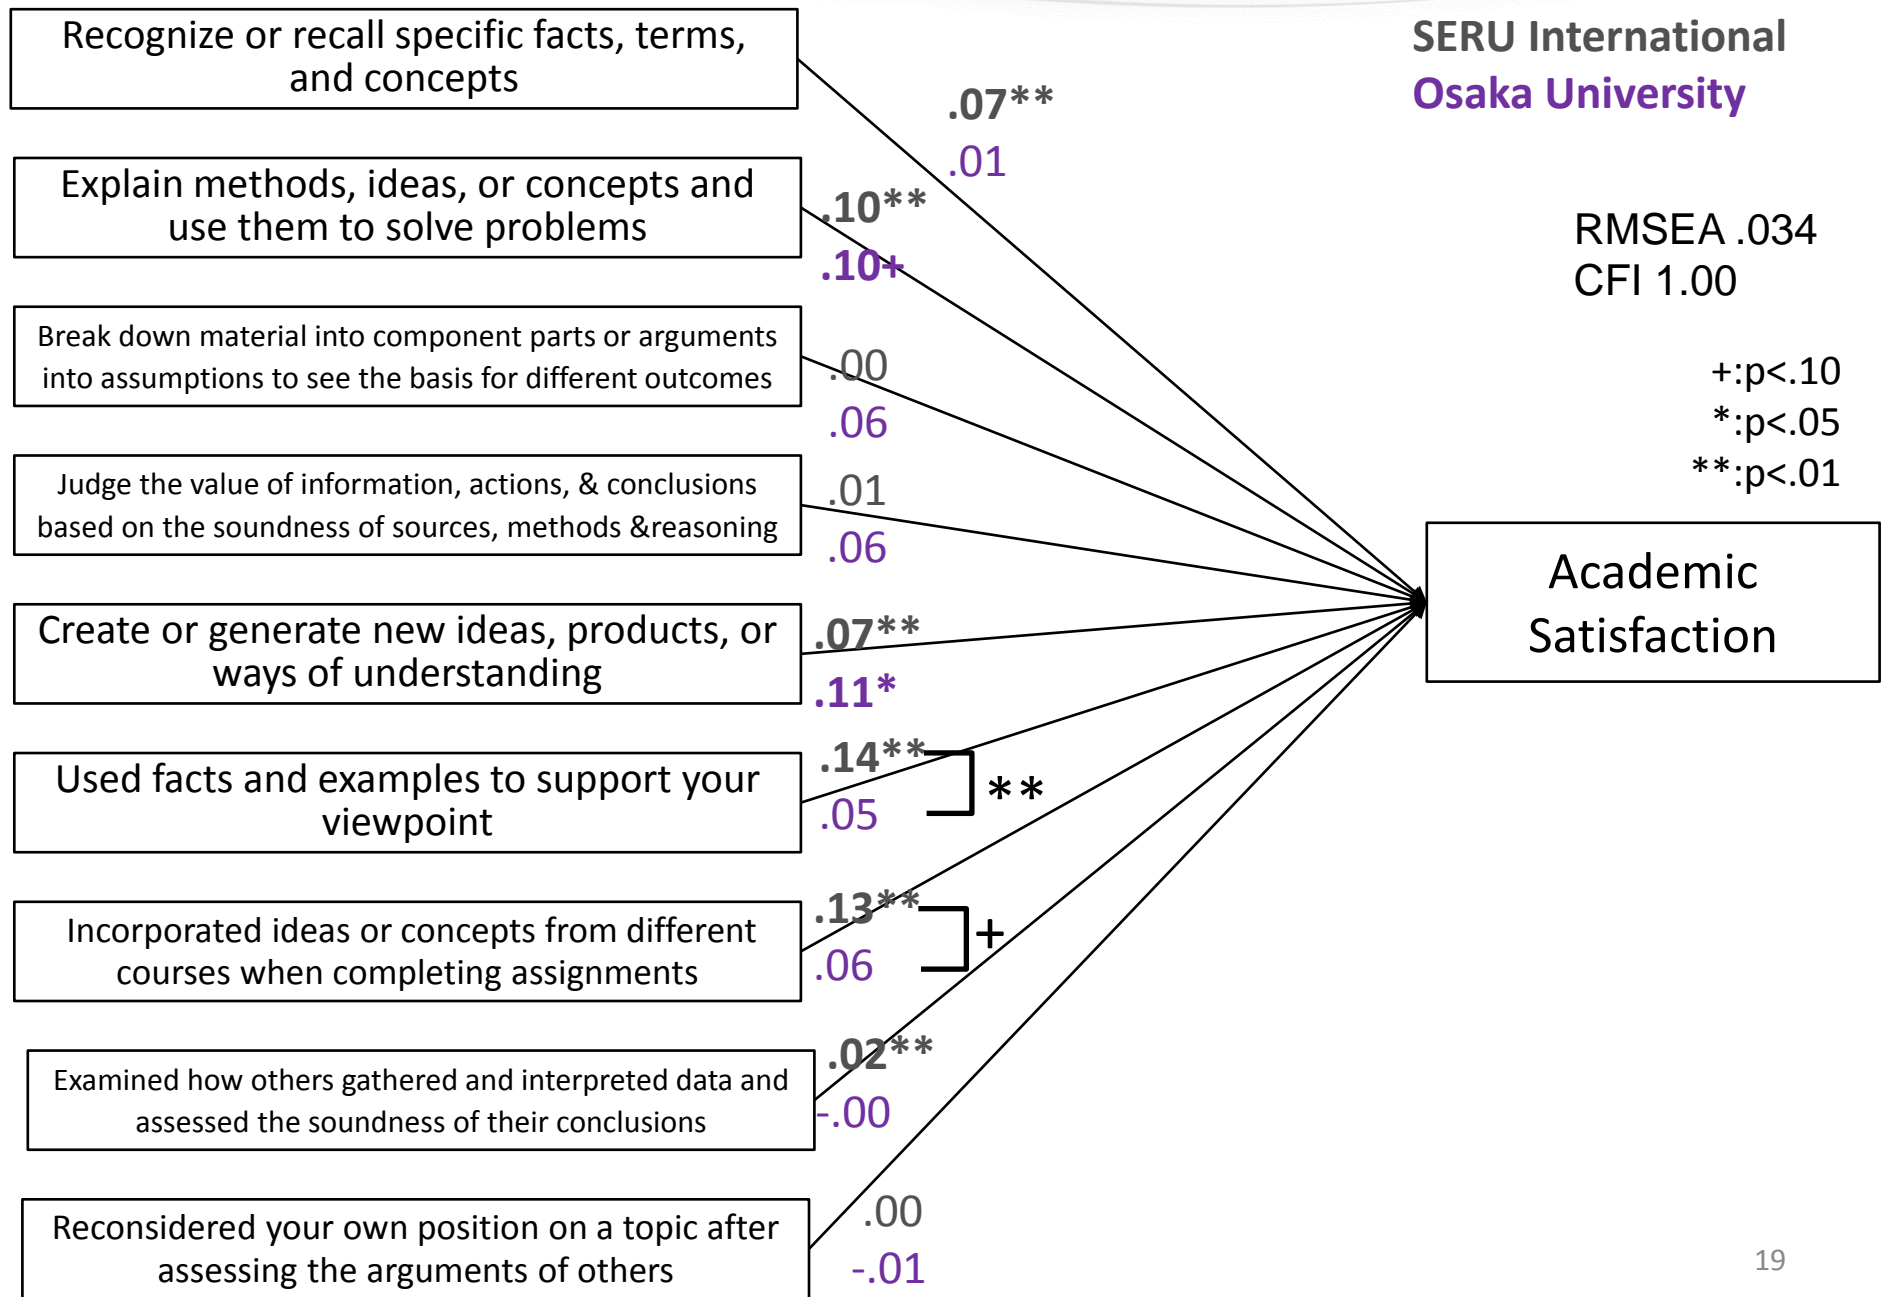 Recognize or recall specific facts, terms,
and concepts
.07**
.01
SERU International
Osaka University
Explain methods, ideas, or concepts and
use them to solve problems
.10**
.10+
RMSEA .034
CFI 1.00
Break down material into component parts or arguments
into assumptions to see the basis for different outcomes
.00
.06
+:p<.10
*:p<.05
**:p<.01
Judge the value of information, actions, & conclusions
based on the soundness of sources, methods &reasoning
.01
.06
Academic
Satisfaction
Create or generate new ideas, products, or
ways of understanding
.07**
.11*
Used facts and examples to support your
viewpoint
.14**
.05
**
Incorporated ideas or concepts from different
courses when completing assignments
.13**
.06
+
Examined how others gathered and interpreted data and
assessed the soundness of their conclusions
.02**
-.00
Reconsidered your own position on a topic after
assessing the arguments of others
.00
-.01
19